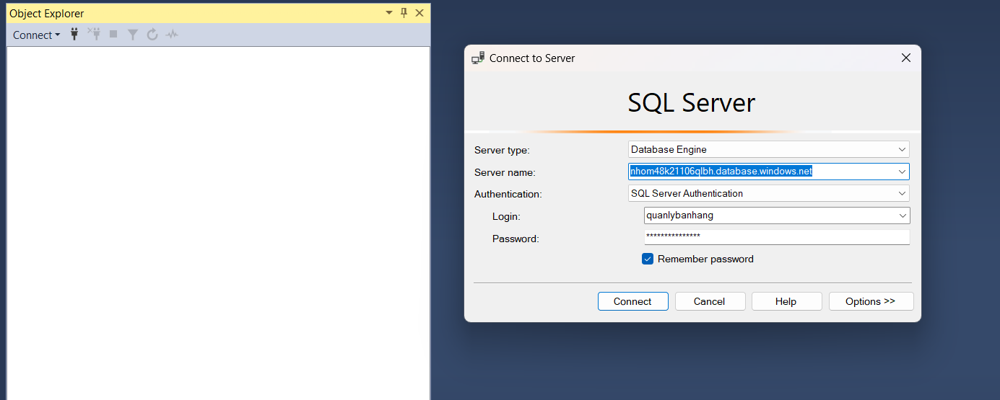 Object Explorer
Connect
Connect to Server
SQL Server
Server type: Database Engine
Server name: nhom48k21106qlbh.database.windows.net
Authentication: SQL Server Authentication
Login: quanlybanhang
Password: ***************
Remember password
Connect Cancel Help Options >>